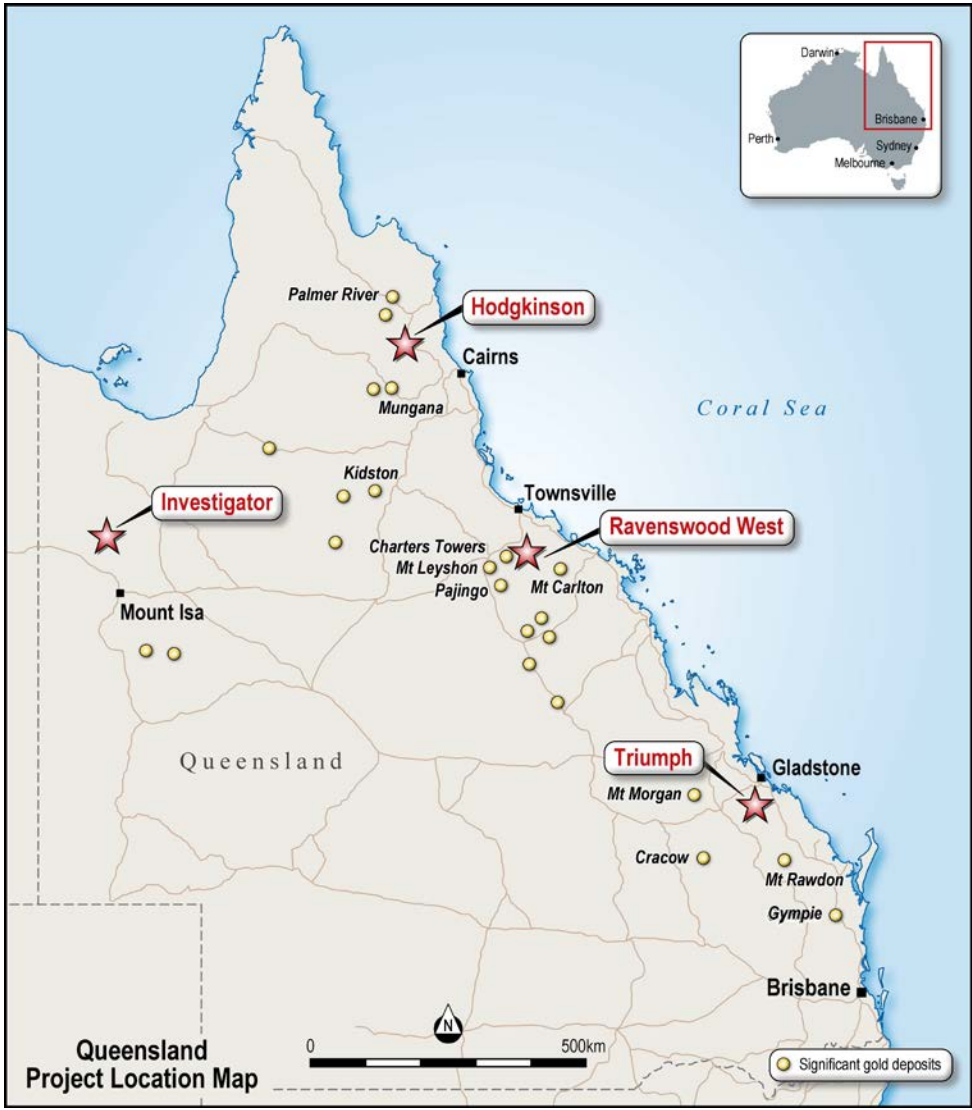 Darwin
Brisbane
Perth
Sydney
Melbourne
Palmer River
Hodgkinson
Cairns
Mungana
Coral Sea
Kidston
Investigator
Townsville
Ravenswood West
Charters Towers
Mt Leyshon
Pajingo
Mt Carlton
Mount Isa
Queensland
Triumph
Gladstone
Mt Morgan
Cracow
Mt Rawdon
Gympie
Brisbane
N
0 500km
Queensland
Project Location Map
Significant gold deposits